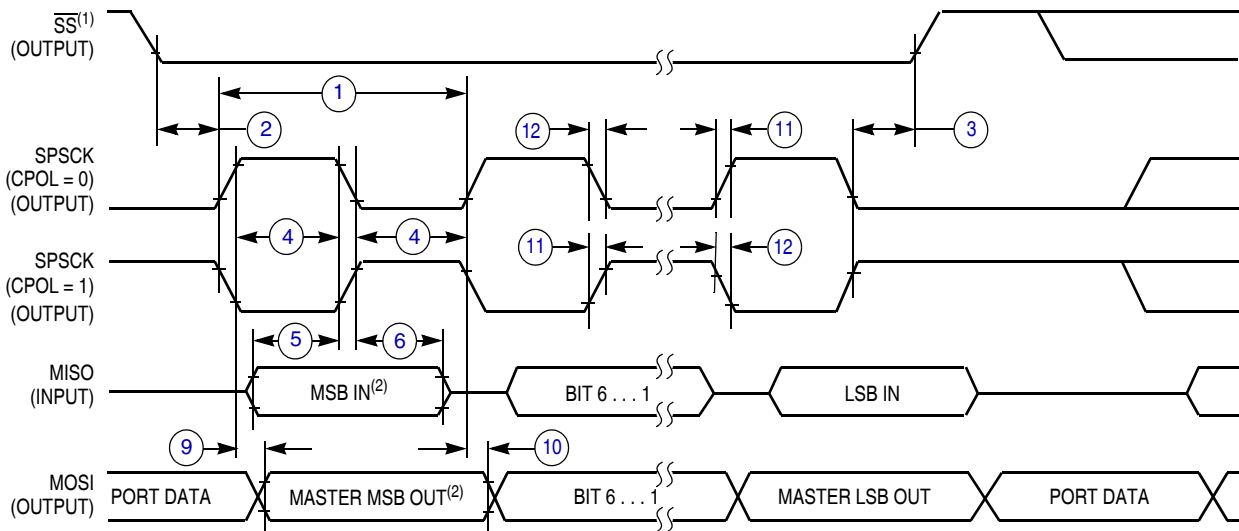 SS(1)
(OUTPUT)
1
2
12
11
3
SPSCK
(CPOL = 0)
(OUTPUT)
4
4
SPSCK
(CPOL = 1)
(OUTPUT)
11
12
5
6
MISO
(INPUT)
MSB IN(2)
BIT 6 . . . 1
LSB IN
9
10
MOSI
(OUTPUT)
PORT DATA
MASTER MSB OUT(2)
BIT 6 . . . 1
MASTER LSB OUT
PORT DATA